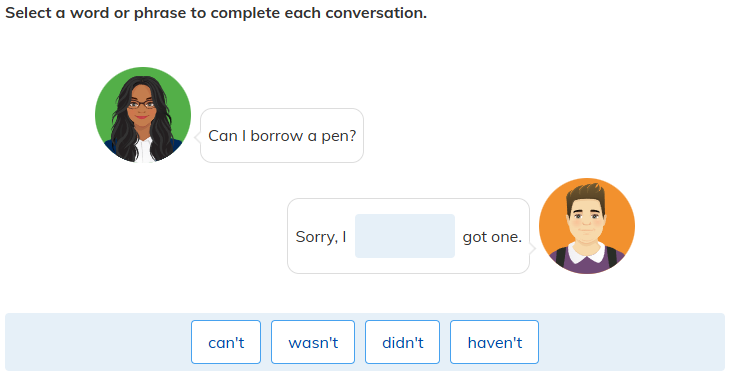 Select a word or phrase to complete each conversation.
Can I borrow a pen?
Sorry, I got one.
can't wasn't didn't haven't